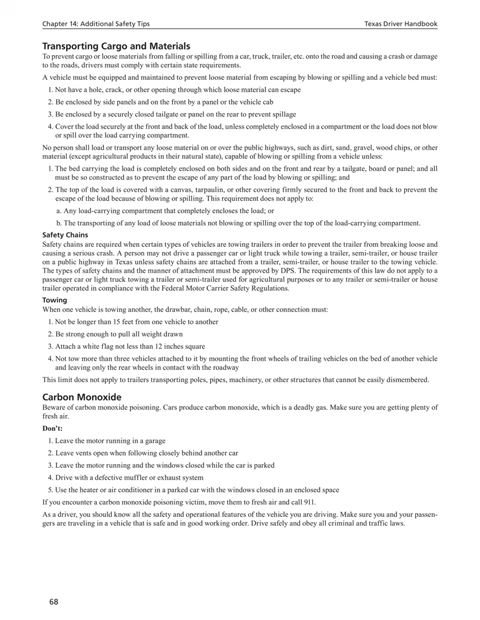 Chapter 14: Additional Safety Tips
Texas Driver Handbook
Transporting Cargo and Materials
To prevent cargo or loose materials from falling or spilling from a car, truck, trailer, etc. onto the road and causing a crash or damage
to the roads, drivers must comply with certain state requirements.
A vehicle must be equipped and maintained to prevent loose material from escaping by blowing or spilling and a vehicle bed must:
1. Not have a hole, crack, or other opening through which loose material can escape
2. Be enclosed by side panels and on the front by a panel or the vehicle cab
3. Be enclosed by a securely closed tailgate or panel on the rear to prevent spillage
4. Cover the load securely at the front and back of the load, unless completely enclosed in a compartment or the load does not blow
or spill over the load carrying compartment.
No person shall load or transport any loose material on or over the public highways, such as dirt, sand, gravel, wood chips, or other
material (except agricultural products in their natural state), capable of blowing or spilling from a vehicle unless:
1. The bed carrying the load is completely enclosed on both sides and on the front and rear by a tailgate, board or panel; and all
must be so constructed as to prevent the escape of any part of the load by blowing or spilling; and
2. The top of the load is covered with a canvas, tarpaulin, or other covering firmly secured to the front and back to prevent the
escape of the load because of blowing or spilling. This requirement does not apply to:
a. Any load-carrying compartment that completely encloses the load; or
b. The transporting of any load of loose materials not blowing or spilling over the top of the load-carrying compartment.
Safety Chains
Safety chains are required when certain types of vehicles are towing trailers in order to prevent the trailer from breaking loose and
causing a serious crash. A person may not drive a passenger car or light truck while towing a trailer, semi-trailer, or house trailer
on a public highway in Texas unless safety chains are attached from a trailer, semi-trailer, or house trailer to the towing vehicle.
The types of safety chains and the manner of attachment must be approved by DPS. The requirements of this law do not apply to a
passenger car or light truck towing a trailer or semi-trailer used for agricultural purposes or to any trailer or semi-trailer or house
trailer operated in compliance with the Federal Motor Carrier Safety Regulations.
Towing
When one vehicle is towing another, the drawbar, chain, rope, cable, or other connection must:
1. Not be longer than 15 feet from one vehicle to another
2. Be strong enough to pull all weight drawn
3. Attach a white flag not less than 12 inches square
4. Not tow more than three vehicles attached to it by mounting the front wheels of trailing vehicles on the bed of another vehicle
and leaving only the rear wheels in contact with the roadway
This limit does not apply to trailers transporting poles, pipes, machinery, or other structures that cannot be easily dismembered.
Carbon Monoxide
Beware of carbon monoxide poisoning. Cars produce carbon monoxide, which is a deadly gas. Make sure you are getting plenty of
fresh air.
Don't:
1. Leave the motor running in a garage
2. Leave vents open when following closely behind another car
3. Leave the motor running and the windows closed while the car is parked
4. Drive with a defective muffler or exhaust system
5. Use the heater or air conditioner in a parked car with the windows closed in an enclosed space
If you encounter a carbon monoxide poisoning victim, move them to fresh air and call 911.
As a driver, you should know all the safety and operational features of the vehicle you are driving. Make sure you and your passen-
gers are traveling in a vehicle that is safe and in good working order. Drive safely and obey all criminal and traffic laws.
68